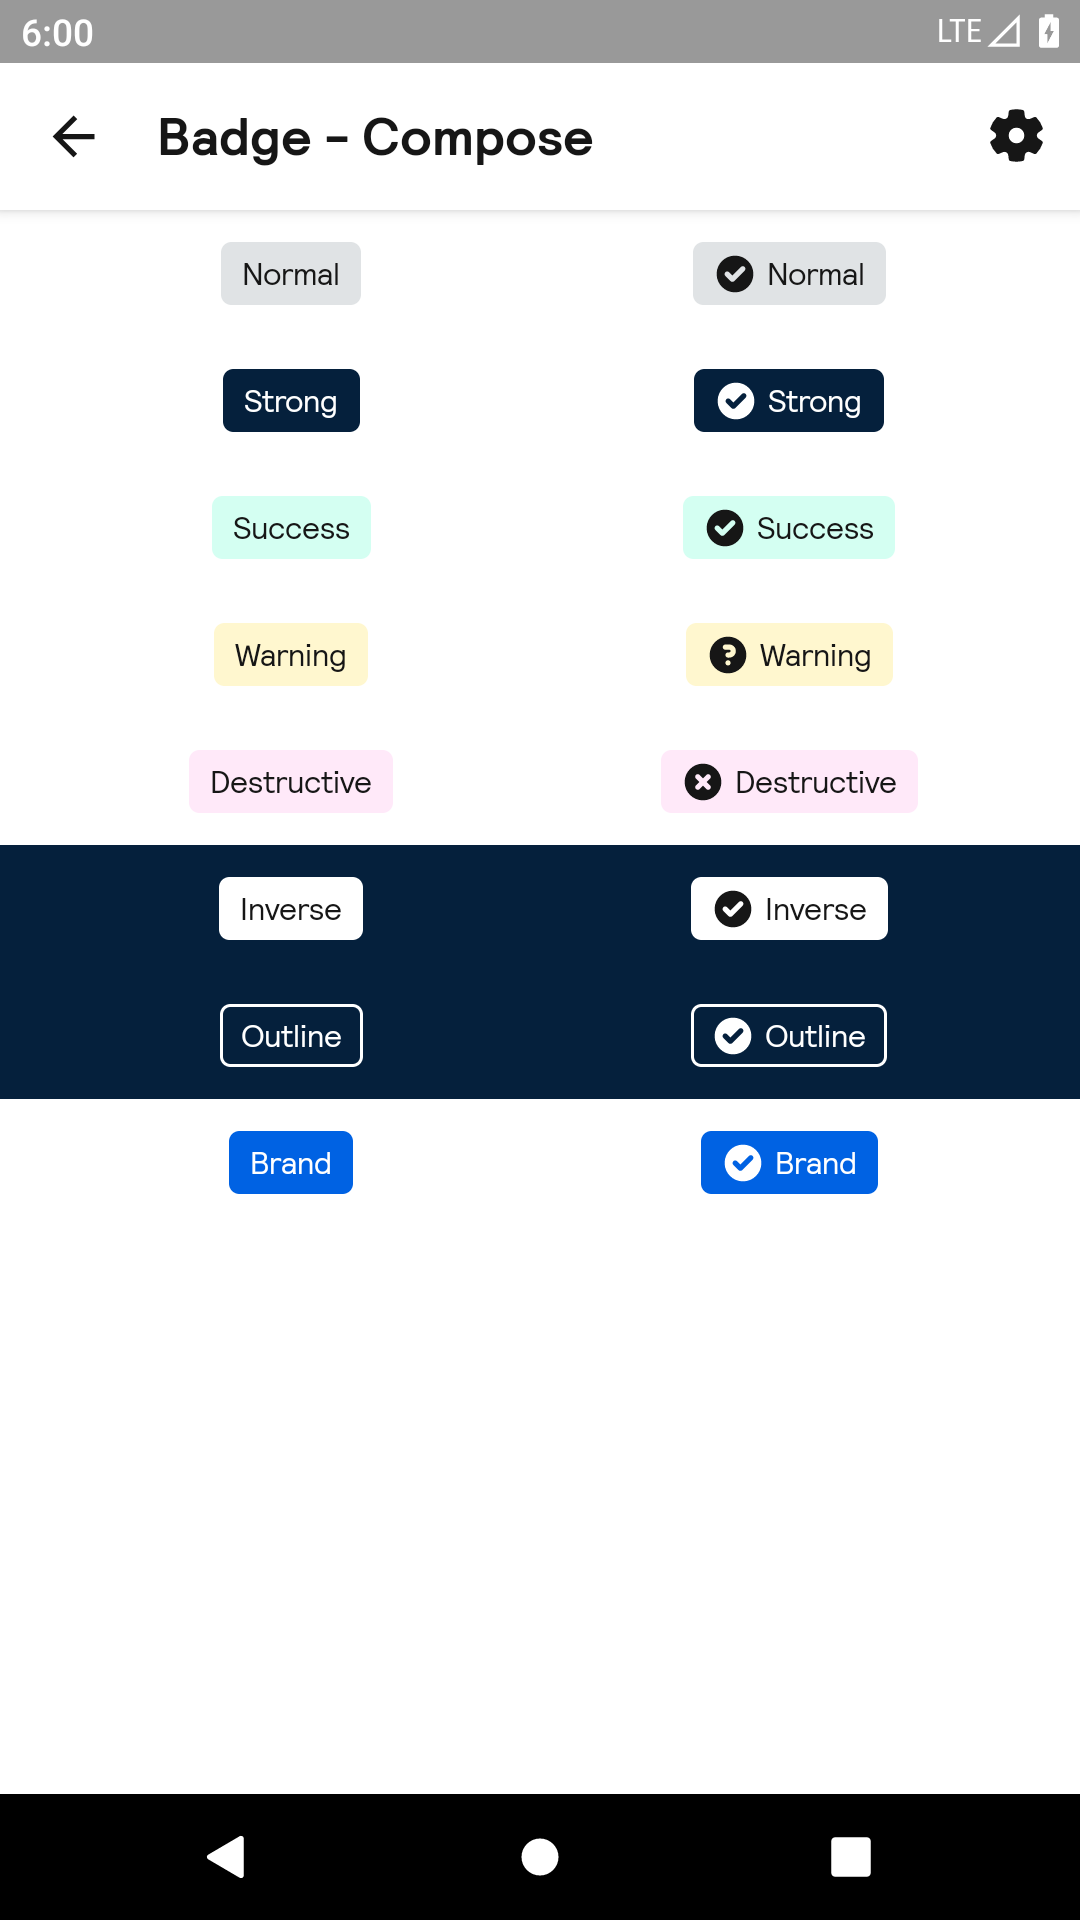 6:00 LTE
Badge – Compose
Normal Normal
Strong Strong
Success Success
Warning Warning
Destructive Destructive
Inverse Inverse
Outline Outline
Brand Brand